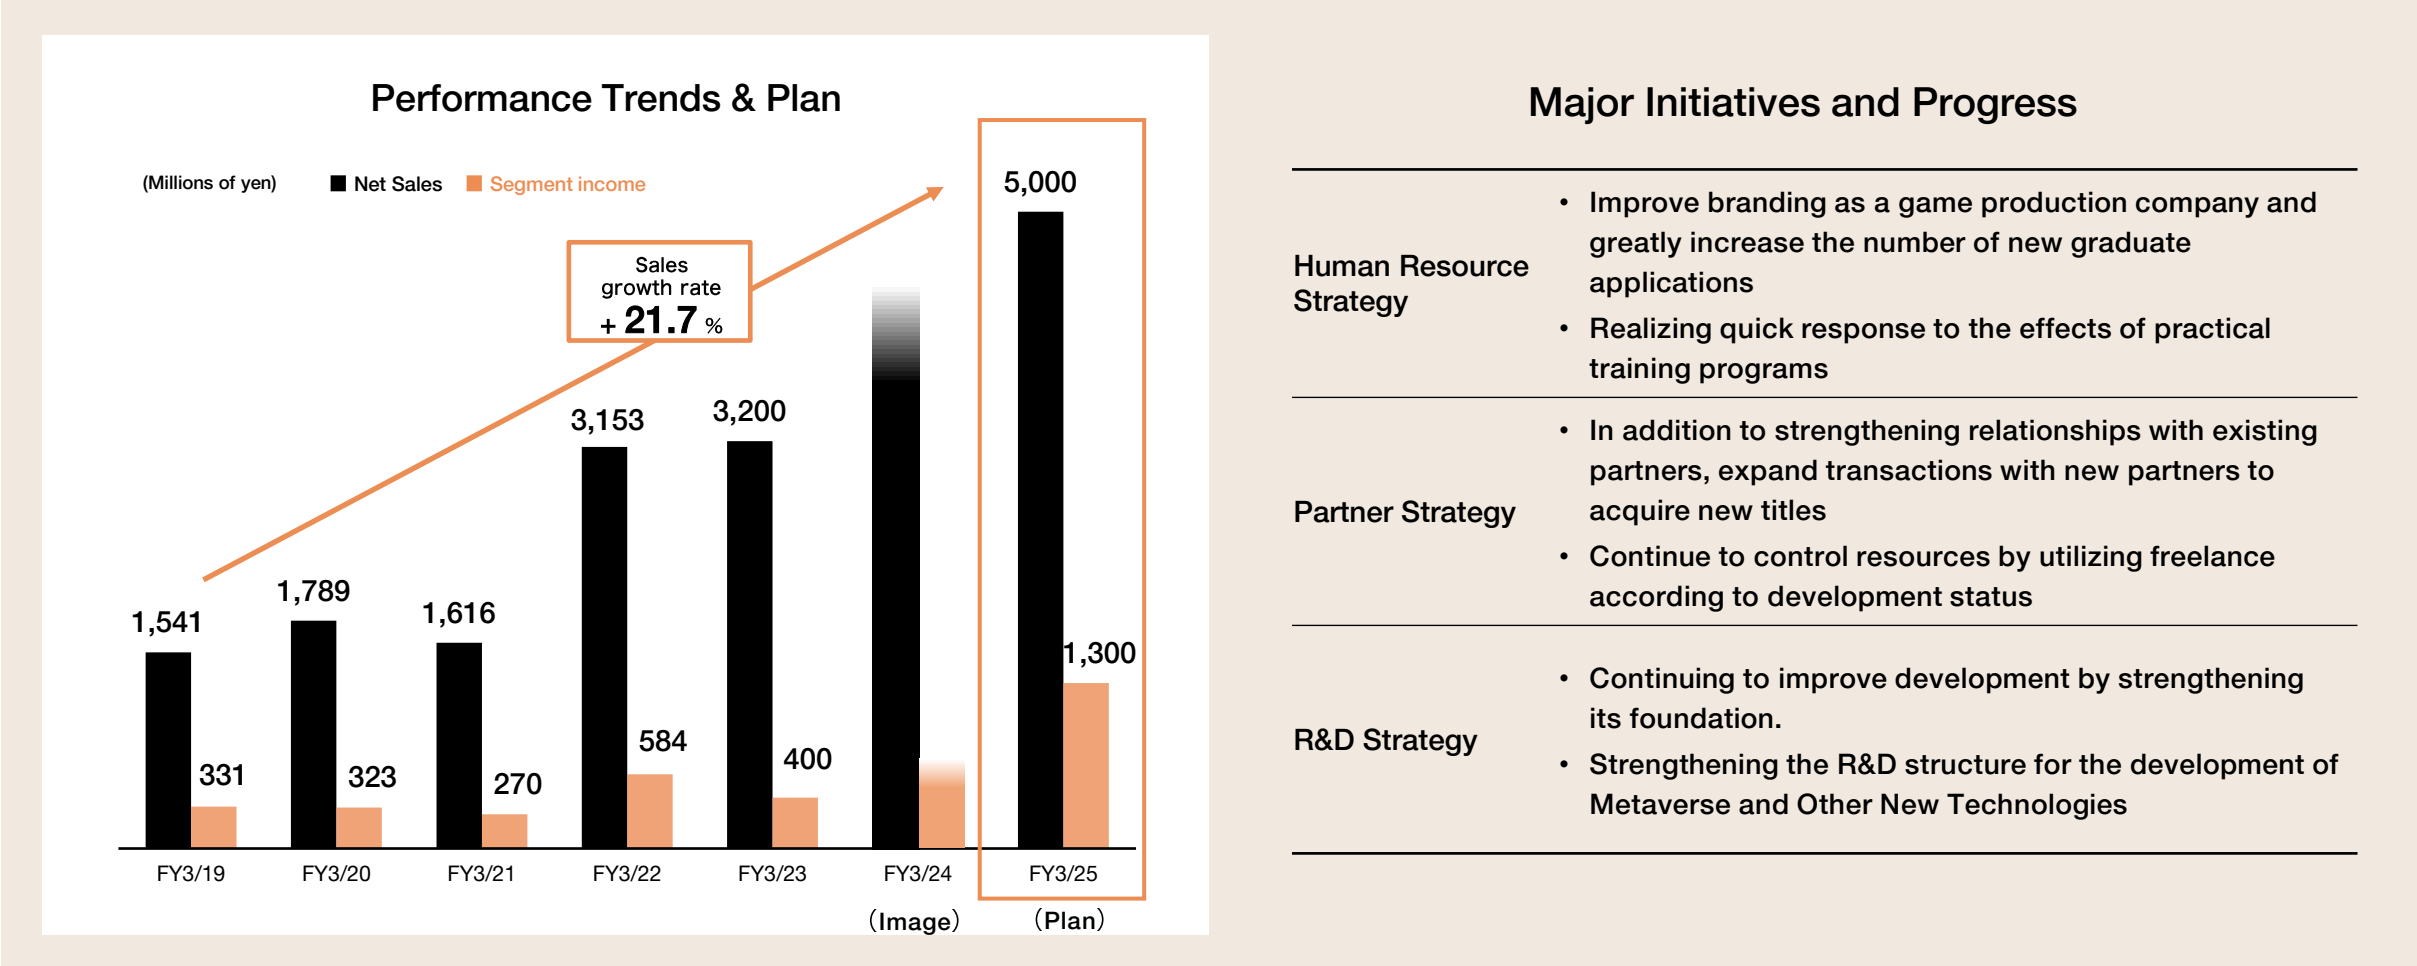 Performance Trends & Plan
(Millions of yen)
Net Sales
Segment income
Sales
growth rate
+ 21.7 %
1,541
331
1,789
323
1,616
270
3,153
584
3,200
400
5,000
1,300
FY3/19
FY3/20
FY3/21
FY3/22
FY3/23
FY3/24
FY3/25
(Image)
(Plan)
Major Initiatives and Progress
Human Resource
Strategy
• Improve branding as a game production company and
greatly increase the number of new graduate
applications
• Realizing quick response to the effects of practical
training programs
Partner Strategy
• In addition to strengthening relationships with existing
partners, expand transactions with new partners to
acquire new titles
• Continue to control resources by utilizing freelance
according to development status
R&D Strategy
• Continuing to improve development by strengthening
its foundation.
• Strengthening the R&D structure for the development of
Metaverse and Other New Technologies